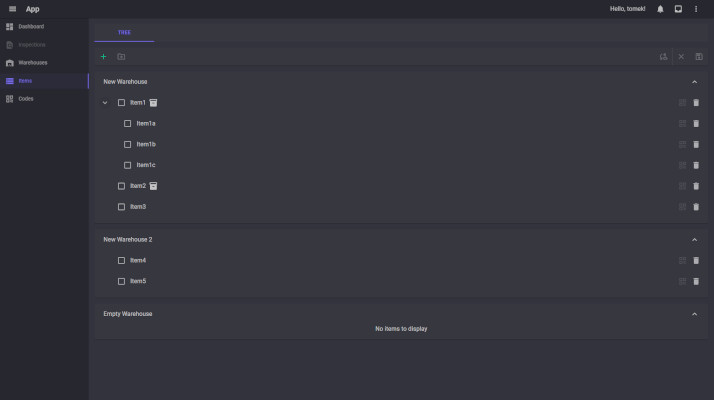 App
Hello, tomek!
Dashboard
Inspections
Warehouses
Items
Codes
TREE
New Warehouse
Item1
Item1a
Item1b
Item1c
Item2
Item3
New Warehouse 2
Item4
Item5
Empty Warehouse
No items to display